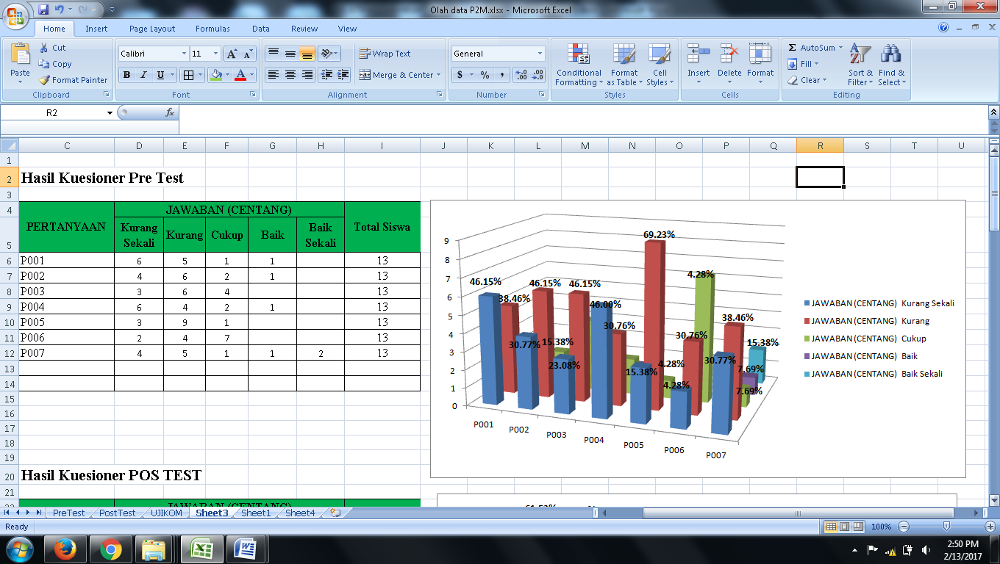 Olah data P2M.xlsx - Microsoft Excel
Home Insert Page Layout Formulas Data Review View
Paste Cut Copy Format Painter Clipboard
Calibri 11 A A B I U A Font
Wrap Text Merge & Center Alignment
General $ % , Number
Conditional Formatting Format as Table Cell Styles Styles
Insert Delete Format Cells
Σ AutoSum Fill Clear Sort & Filter Find & Select Editing
R2 fx
C D E F G H I J K L M N O P Q R S T U
1
2 Hasil Kuesioner Pre Test
3
4 PERTANYAAN JAWABAN (CENTANG) Total Siswa
5 Kurang Sekali Kurang Cukup Baik Baik Sekali
6 P001 6 5 1 1 13
7 P002 4 6 2 1 13
8 P003 3 6 4 13
9 P004 6 4 2 1 13
10 P005 3 9 1 13
11 P006 2 4 7 13
12 P007 4 5 1 1 2 13
13
14
15
16
17
18
19
20 Hasil Kuesioner POS TEST
21
JAWABAN (CENTANG)
9
8
7
6
5
4
3
2
1
0
69.23%
46.15% 46.15% 46.15% 4.28%
38.46% 46.00% 30.76% 38.46%
30.77% 15.38% 30.76% 15.38%
23.08% 15.38% 4.28% 30.77% 7.69%
4.28% 7.69%
P001 P002 P003 P004 P005 P006 P007
JAWABAN (CENTANG) Kurang Sekali
JAWABAN (CENTANG) Kurang
JAWABAN (CENTANG) Cukup
JAWABAN (CENTANG) Baik
JAWABAN (CENTANG) Baik Sekali
PreTest PostTest UJIKOM Sheet3 Sheet1 Sheet4
Ready 100%
2:50 PM
2/13/2017